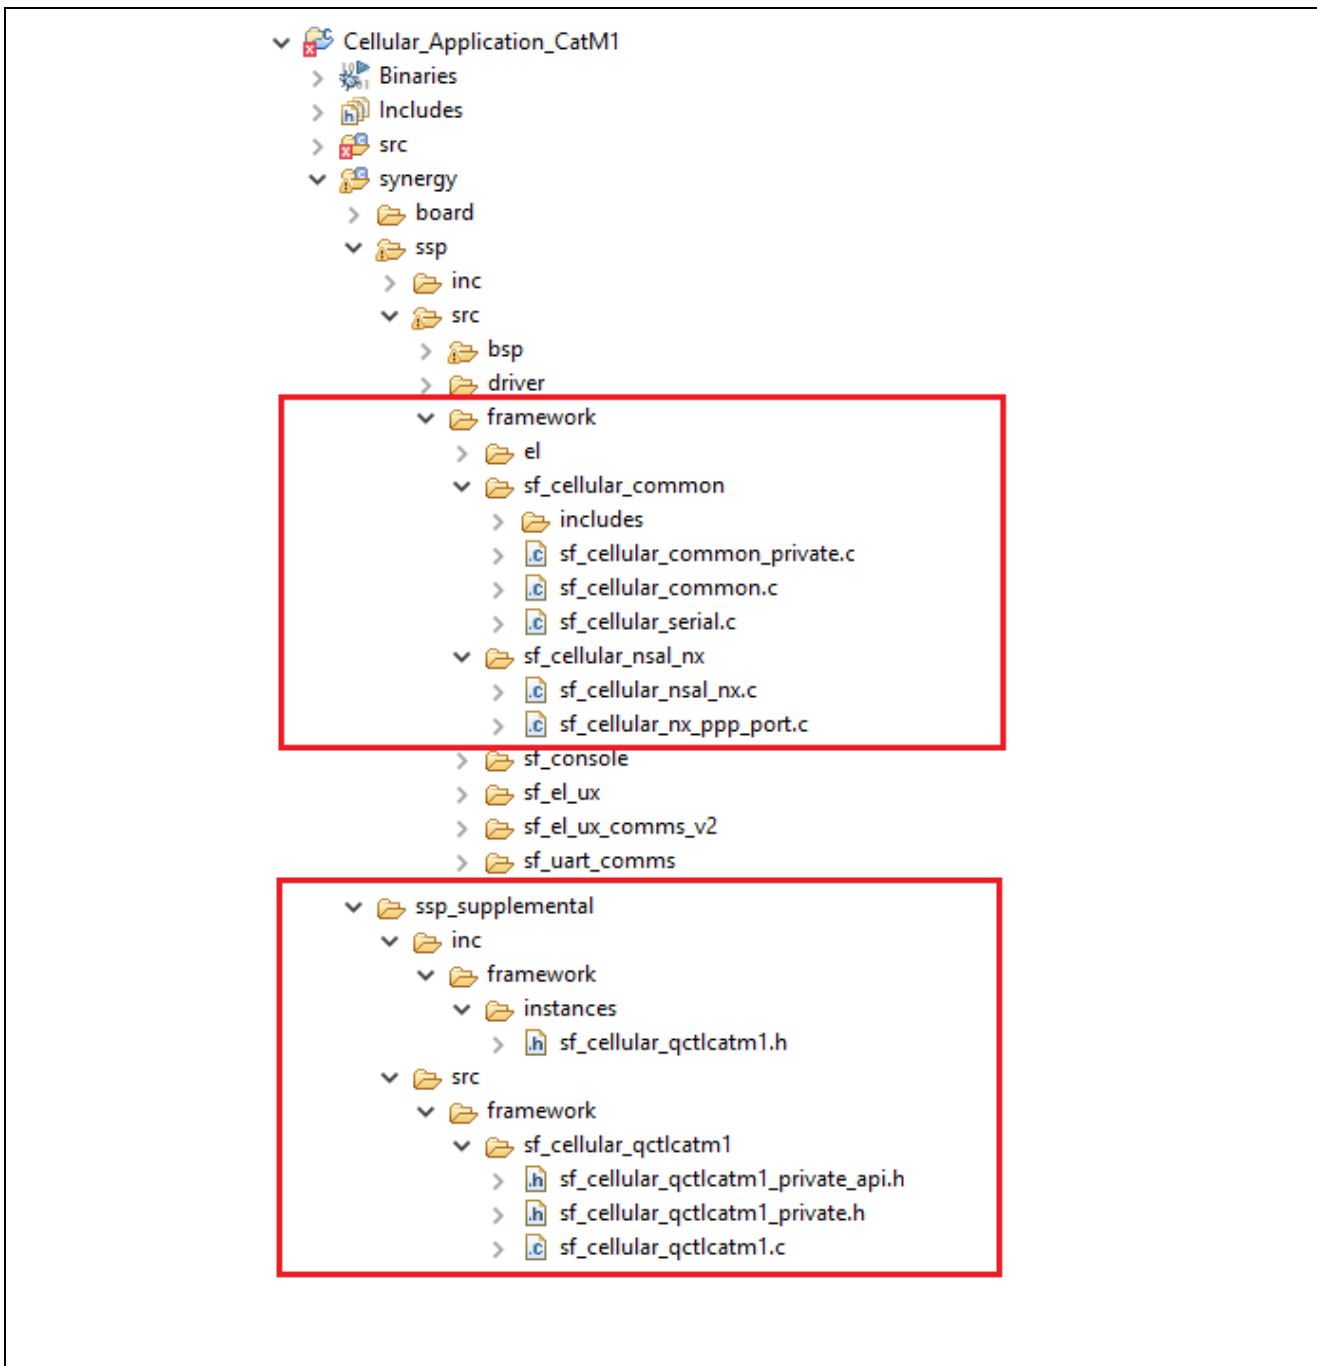 Cellular_Application_CatM1
Binaries
Includes
src
synergy
board
ssp
inc
src
bsp
driver
framework
el
sf_cellular_common
includes
sf_cellular_common_private.c
sf_cellular_common.c
sf_cellular_serial.c
sf_cellular_nsal_nx
sf_cellular_nsal_nx.c
sf_cellular_nx_ppp_port.c
sf_console
sf_el_ux
sf_el_ux_comms_v2
sf_uart_comms
ssp_supplemental
inc
framework
instances
sf_cellular_qctlcatm1.h
src
framework
sf_cellular_qctlcatm1
sf_cellular_qctlcatm1_private_api.h
sf_cellular_qctlcatm1_private.h
sf_cellular_qctlcatm1.c